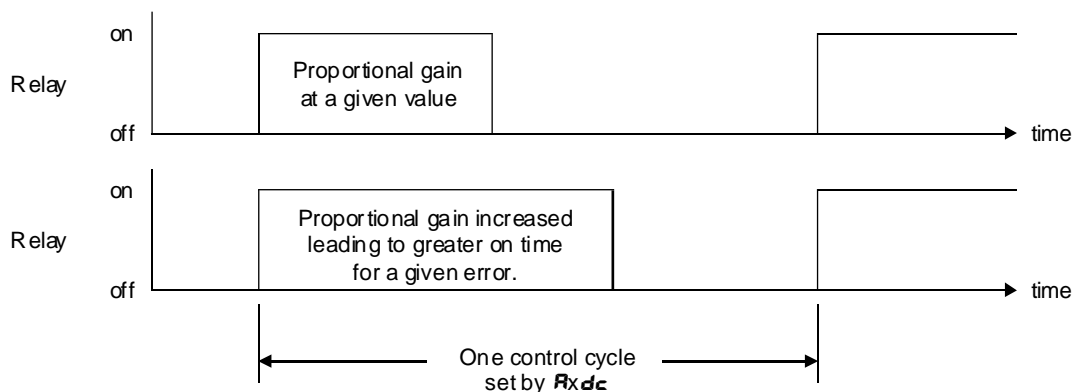 on
Relay
Proportional gain
at a given value
off
time
on
Relay
Proportional gain increased
leading to greater on time
for a given error.
off
time
One control cycle
set by Axdc